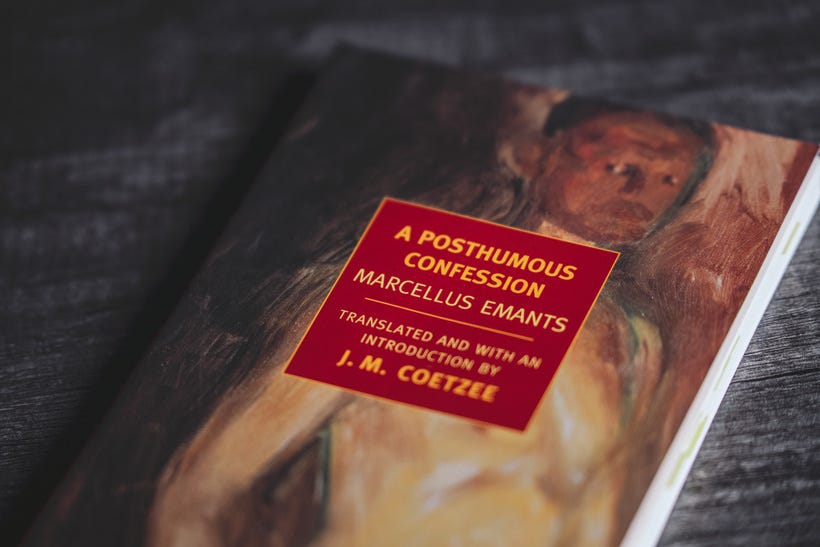 A POSTHUMOUS
CONFESSION
MARCELLUS EMANTS
TRANSLATED AND WITH AN
INTRODUCTION BY
J. M. COETZEE